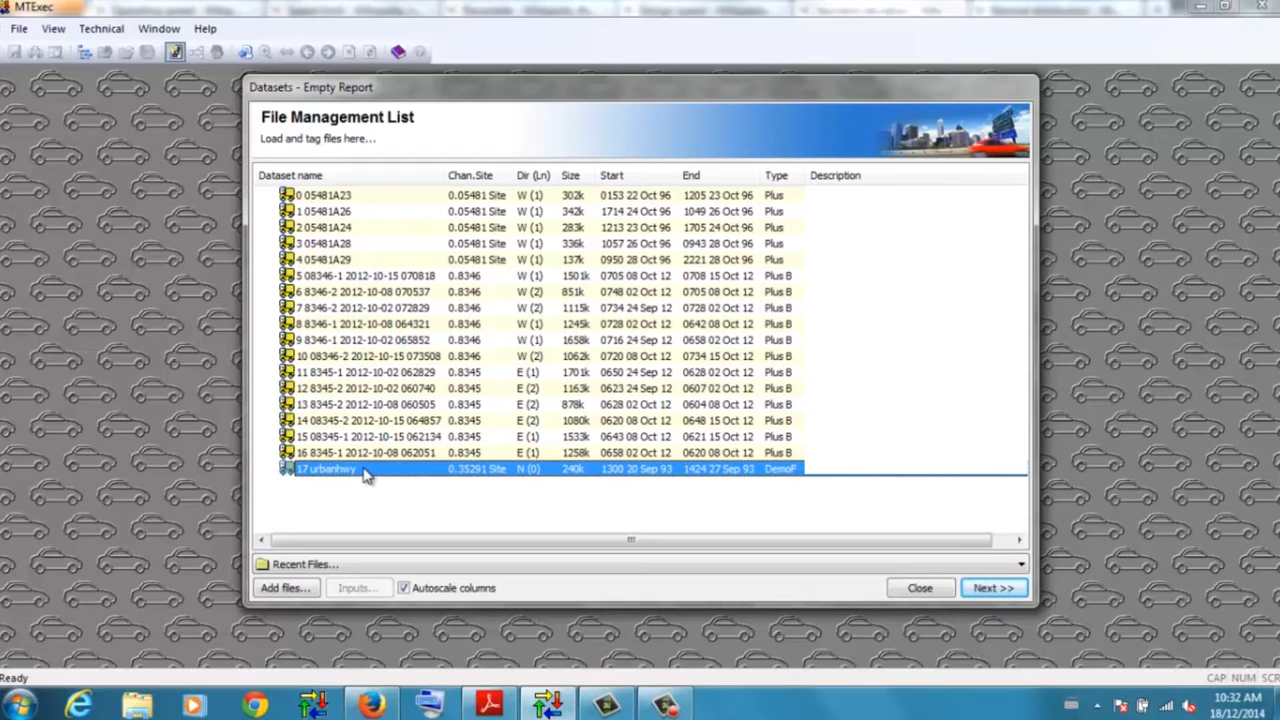 MTExec
File View Technical Window Help
Datasets - Empty Report
File Management List
Load and tag files here...
Dataset name Chan.Site Dir (Ln) Size Start End Type Description
0 05481A23 0.05481 Site W (1) 302k 0153 22 Oct 96 1205 23 Oct 96 Plus
1 05481A26 0.05481 Site W (1) 342k 1714 24 Oct 96 1049 26 Oct 96 Plus
2 05481A24 0.05481 Site W (1) 283k 1213 23 Oct 96 1705 24 Oct 96 Plus
3 05481A28 0.05481 Site W (1) 336k 1057 26 Oct 96 0943 28 Oct 96 Plus
4 05481A29 0.05481 Site W (1) 137k 0950 28 Oct 96 2221 28 Oct 96 Plus
5 08346-1 2012-10-15 070818 0.8346 W (1) 1501k 0705 08 Oct 12 0708 15 Oct 12 Plus B
6 8346-2 2012-10-08 070537 0.8346 W (2) 851k 0748 02 Oct 12 0705 08 Oct 12 Plus B
7 8346-2 2012-10-02 072829 0.8346 W (2) 1115k 0734 24 Sep 12 0728 02 Oct 12 Plus B
8 8346-1 2012-10-08 064321 0.8346 W (1) 1245k 0728 02 Oct 12 0642 08 Oct 12 Plus B
9 8346-1 2012-10-02 065852 0.8346 W (1) 1658k 0716 24 Sep 12 0658 02 Oct 12 Plus B
10 08346-2 2012-10-15 073508 0.8346 W (2) 1062k 0720 08 Oct 12 0734 15 Oct 12 Plus B
11 8345-1 2012-10-02 062829 0.8345 E (1) 1701k 0650 24 Sep 12 0628 02 Oct 12 Plus B
12 8345-2 2012-10-02 060740 0.8345 E (2) 1163k 0623 24 Sep 12 0607 02 Oct 12 Plus B
13 8345-2 2012-10-08 060505 0.8345 E (2) 878k 0628 02 Oct 12 0604 08 Oct 12 Plus B
14 08345-2 2012-10-15 064857 0.8345 E (2) 1080k 0620 08 Oct 12 0648 15 Oct 12 Plus B
15 08345-1 2012-10-15 062134 0.8345 E (1) 1533k 0643 08 Oct 12 0621 15 Oct 12 Plus B
16 8345-1 2012-10-08 062051 0.8345 E (1) 1258k 0658 02 Oct 12 0620 08 Oct 12 Plus B
17 urbanhwy 0.35291 Site N (0) 240k 1300 20 Sep 93 1424 27 Sep 93 DemoF
Recent Files...
Add files... Inputs... Autoscale columns Close Next >>
Ready CAP NUM SCR
10:32 AM
18/12/2014